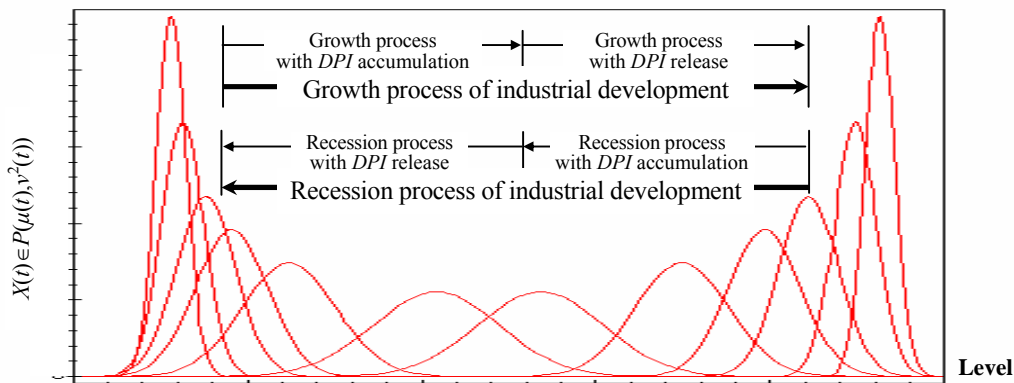 Growth process
with DPI accumulation
Growth process
with DPI release
Growth process of industrial development
Recession process
with DPI release
Recession process
with DPI accumulation
Recession process of industrial development
X(t)∈P(μ(t),ν²(t))
Level